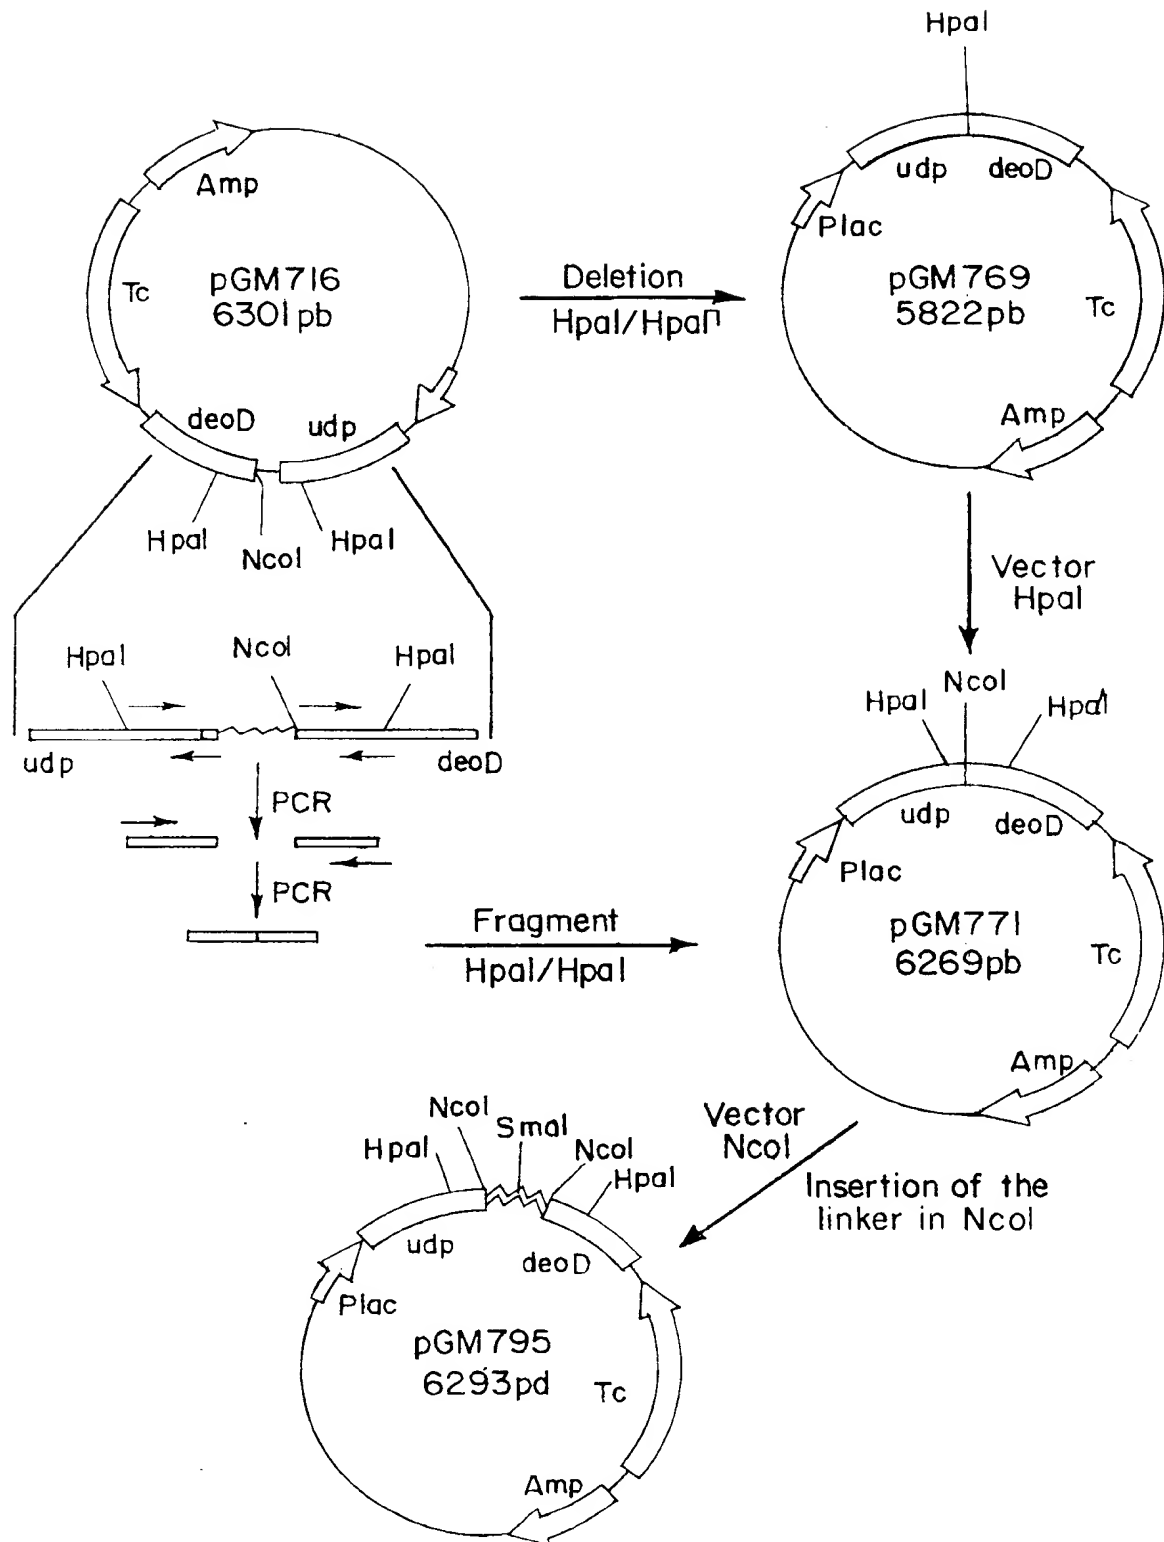 HpaI
Amp
Tc
pGM716
6301pb
deoD
udp
HpaI
NcoI
HpaI
Deletion
HpaI/HpaI
udp
deoD
Plac
pGM769
5822pb
Tc
Amp
Vector
HpaI
HpaI
NcoI
HpaI
udp
deoD
PCR
PCR
Fragment
HpaI/HpaI
HpaI
NcoI
HpaI
udp
deoD
Plac
pGM771
6269pb
Tc
Amp
Vector
NcoI
Insertion of the
linker in NcoI
HpaI
NcoI
SmaI
NcoI
HpaI
udp
deoD
Plac
pGM795
6293pd
Tc
Amp